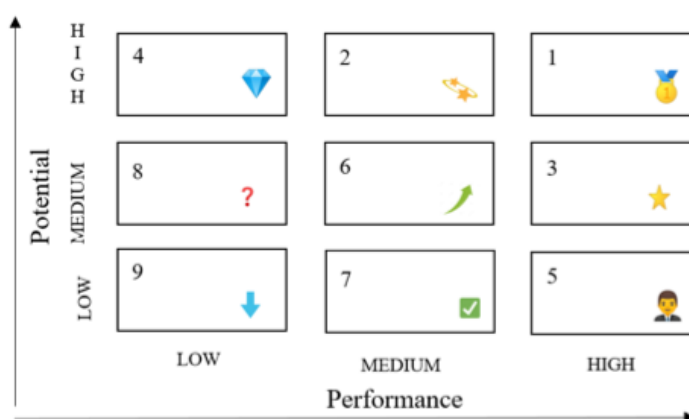 HIGH
4
2
1
Potential
MEDIUM
8
6
3
?
LOW
9
7
5
LOW
MEDIUM
HIGH
Performance